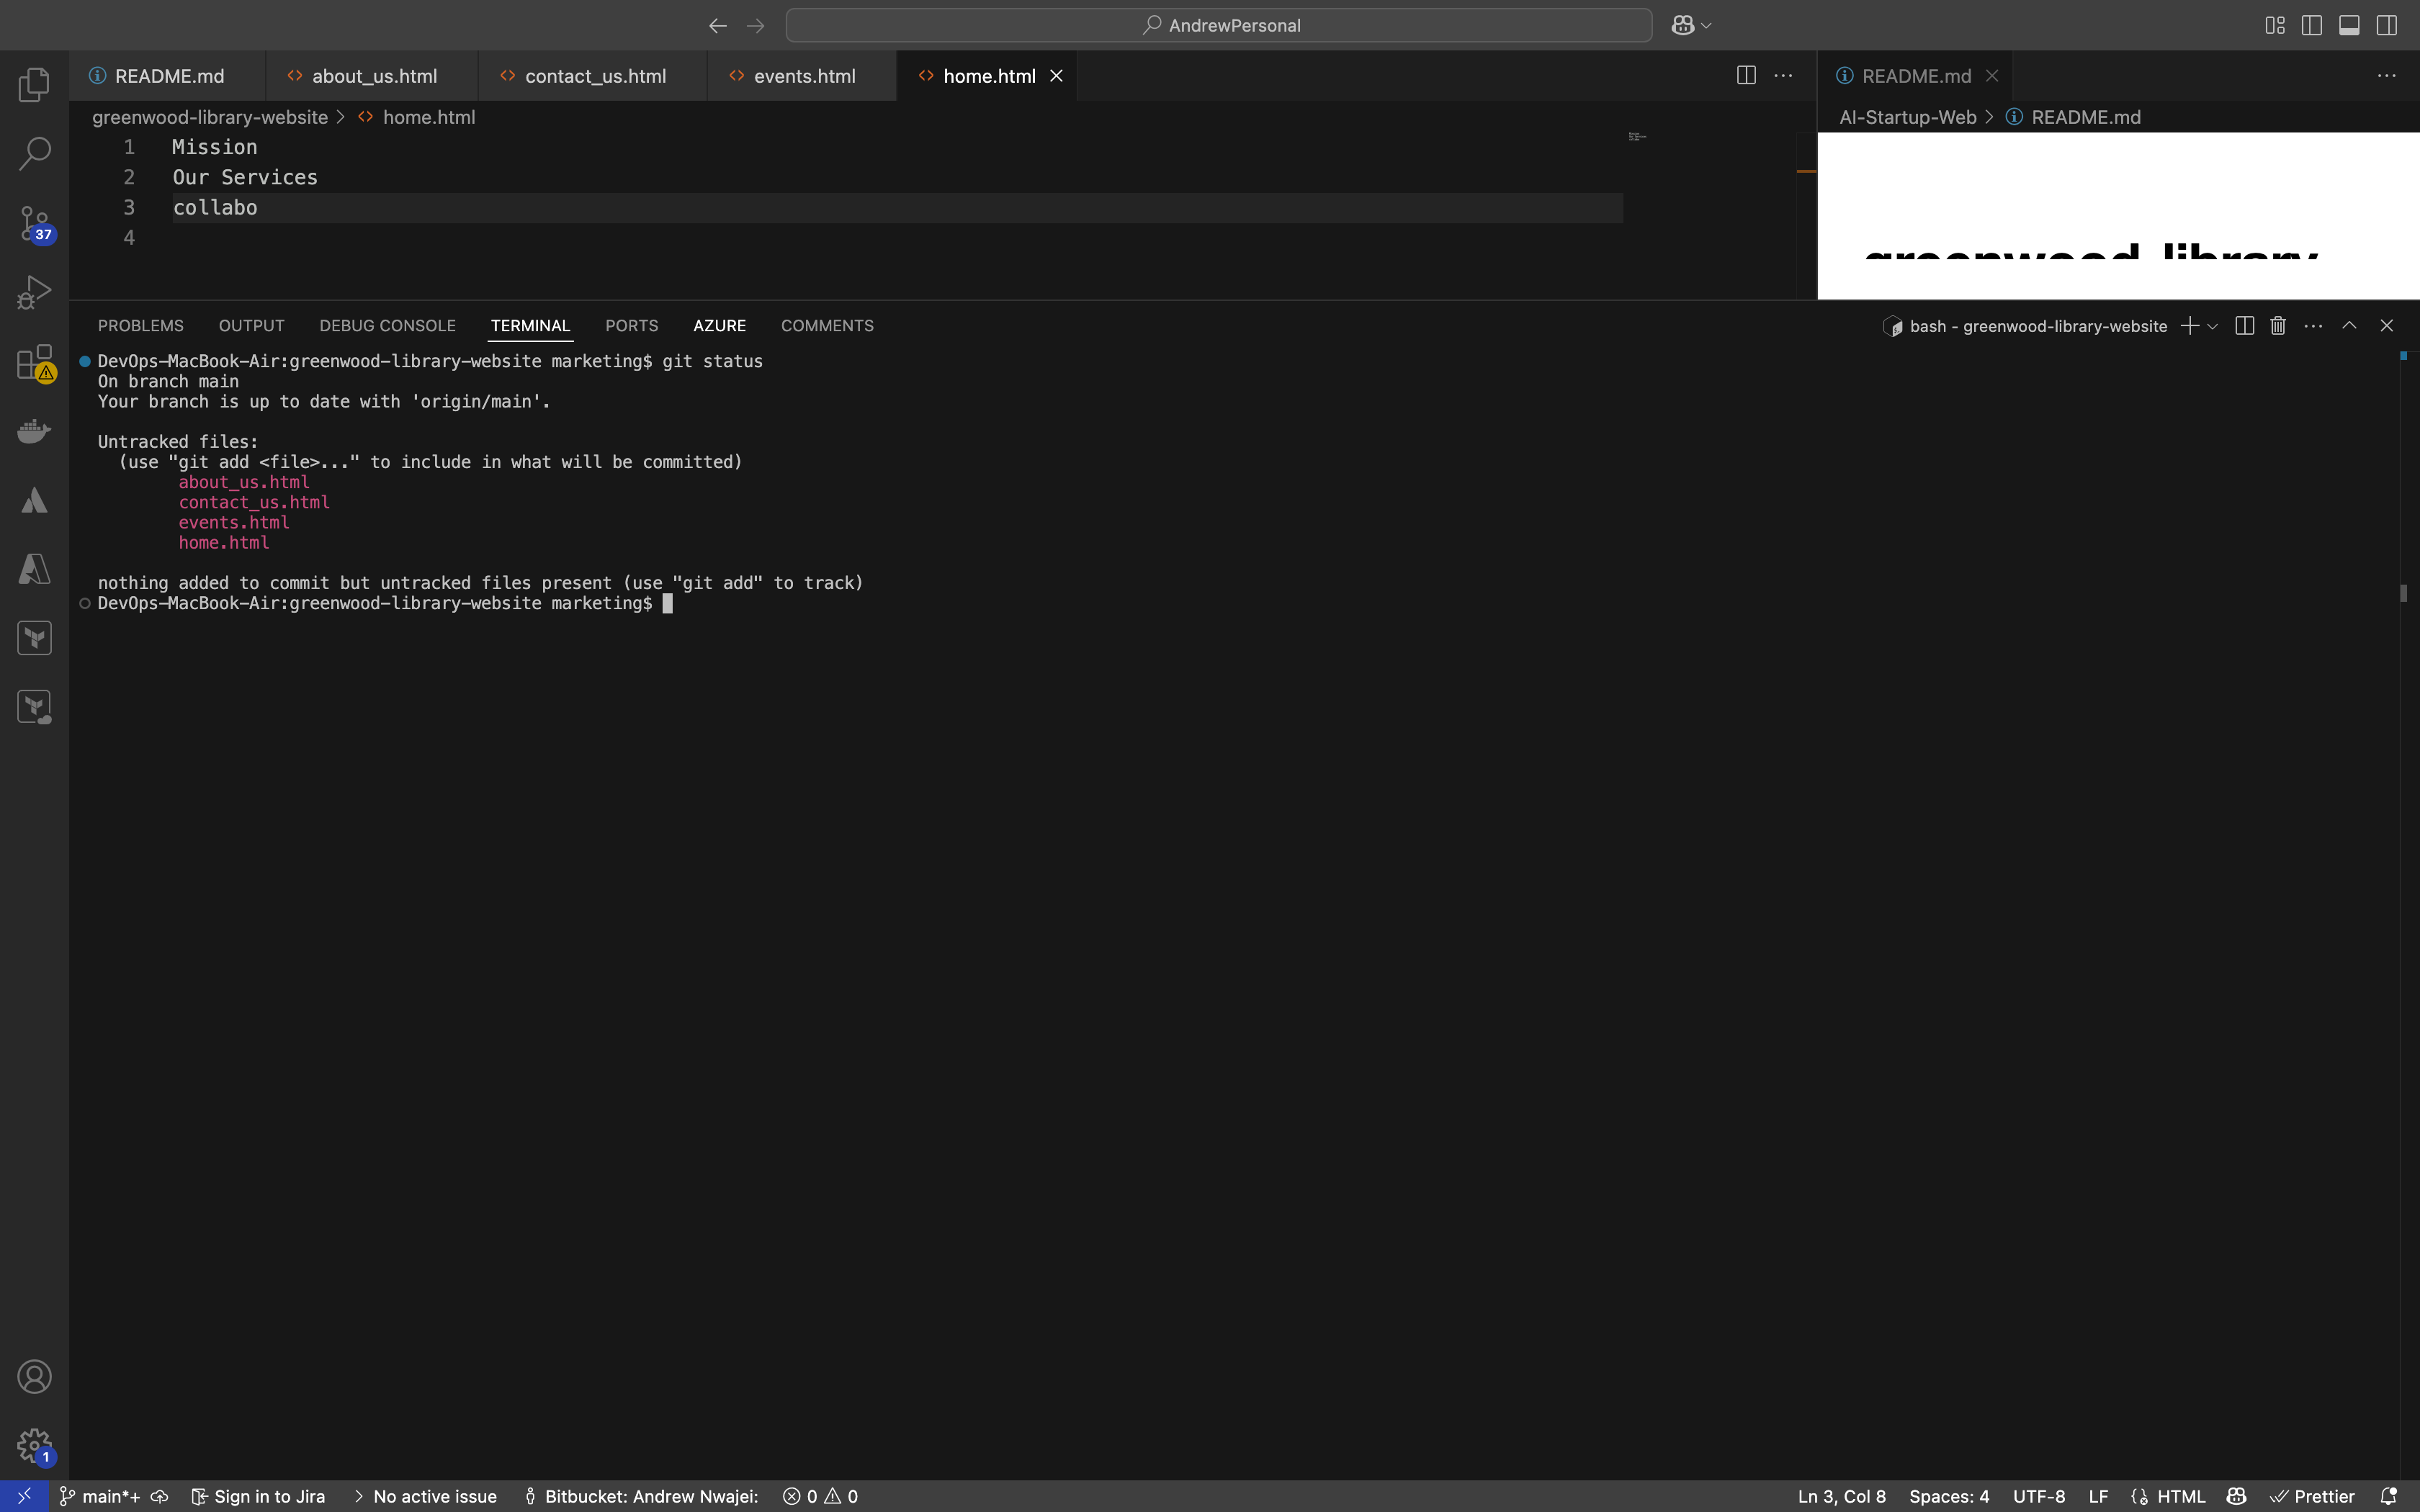 AndrewPersonal
README.md
about_us.html
contact_us.html
events.html
home.html
README.md
greenwood-library-website > home.html
AI-Startup-Web > README.md
1 Mission
2 Our Services
3 collabo
4
greenwood-library
37
PROBLEMS OUTPUT DEBUG CONSOLE TERMINAL PORTS AZURE COMMENTS
bash - greenwood-library-website
DevOps-MacBook-Air:greenwood-library-website marketing$ git status
On branch main
Your branch is up to date with 'origin/main'.
Untracked files:
(use "git add <file>..." to include in what will be committed)
about_us.html
contact_us.html
events.html
home.html
nothing added to commit but untracked files present (use "git add" to track)
DevOps-MacBook-Air:greenwood-library-website marketing$
1
main*+ Sign in to Jira > No active issue Bitbucket: Andrew Nwajei: 0 0
Ln 3, Col 8 Spaces: 4 UTF-8 LF HTML Prettier